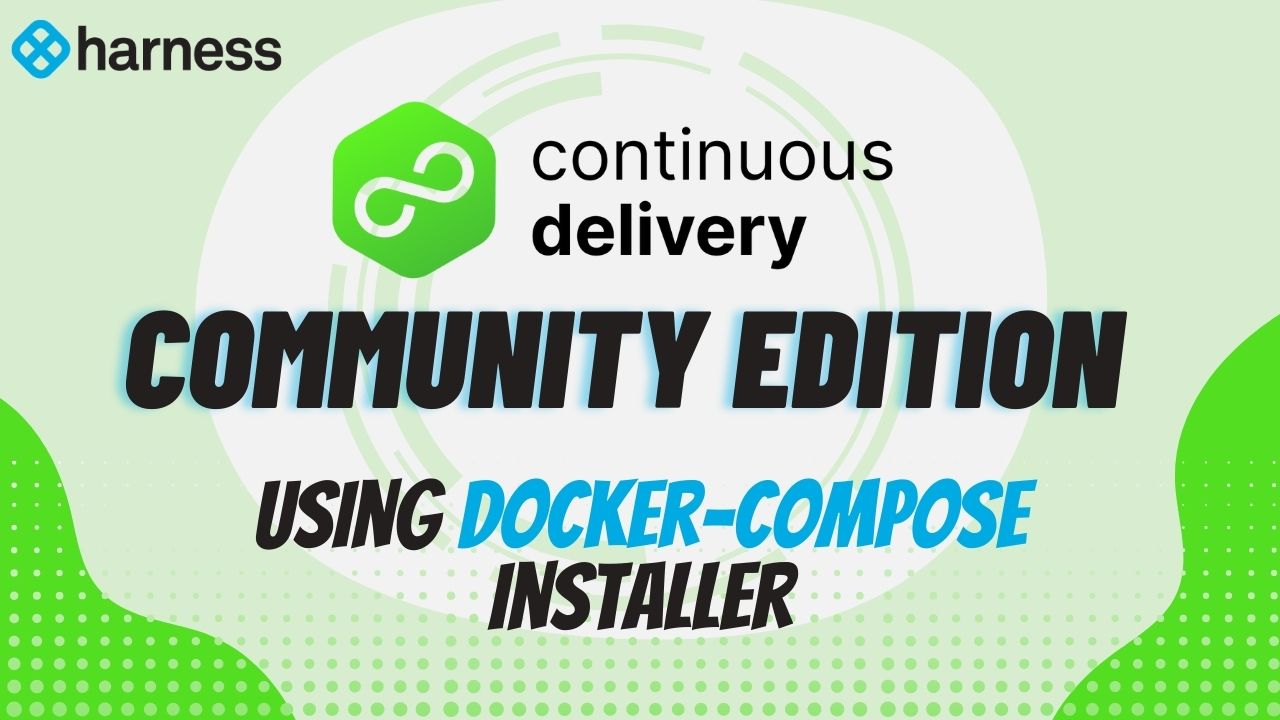 harness
continuous
delivery
COMMUNITY EDITION
USING DOCKER-COMPOSE
INSTALLER